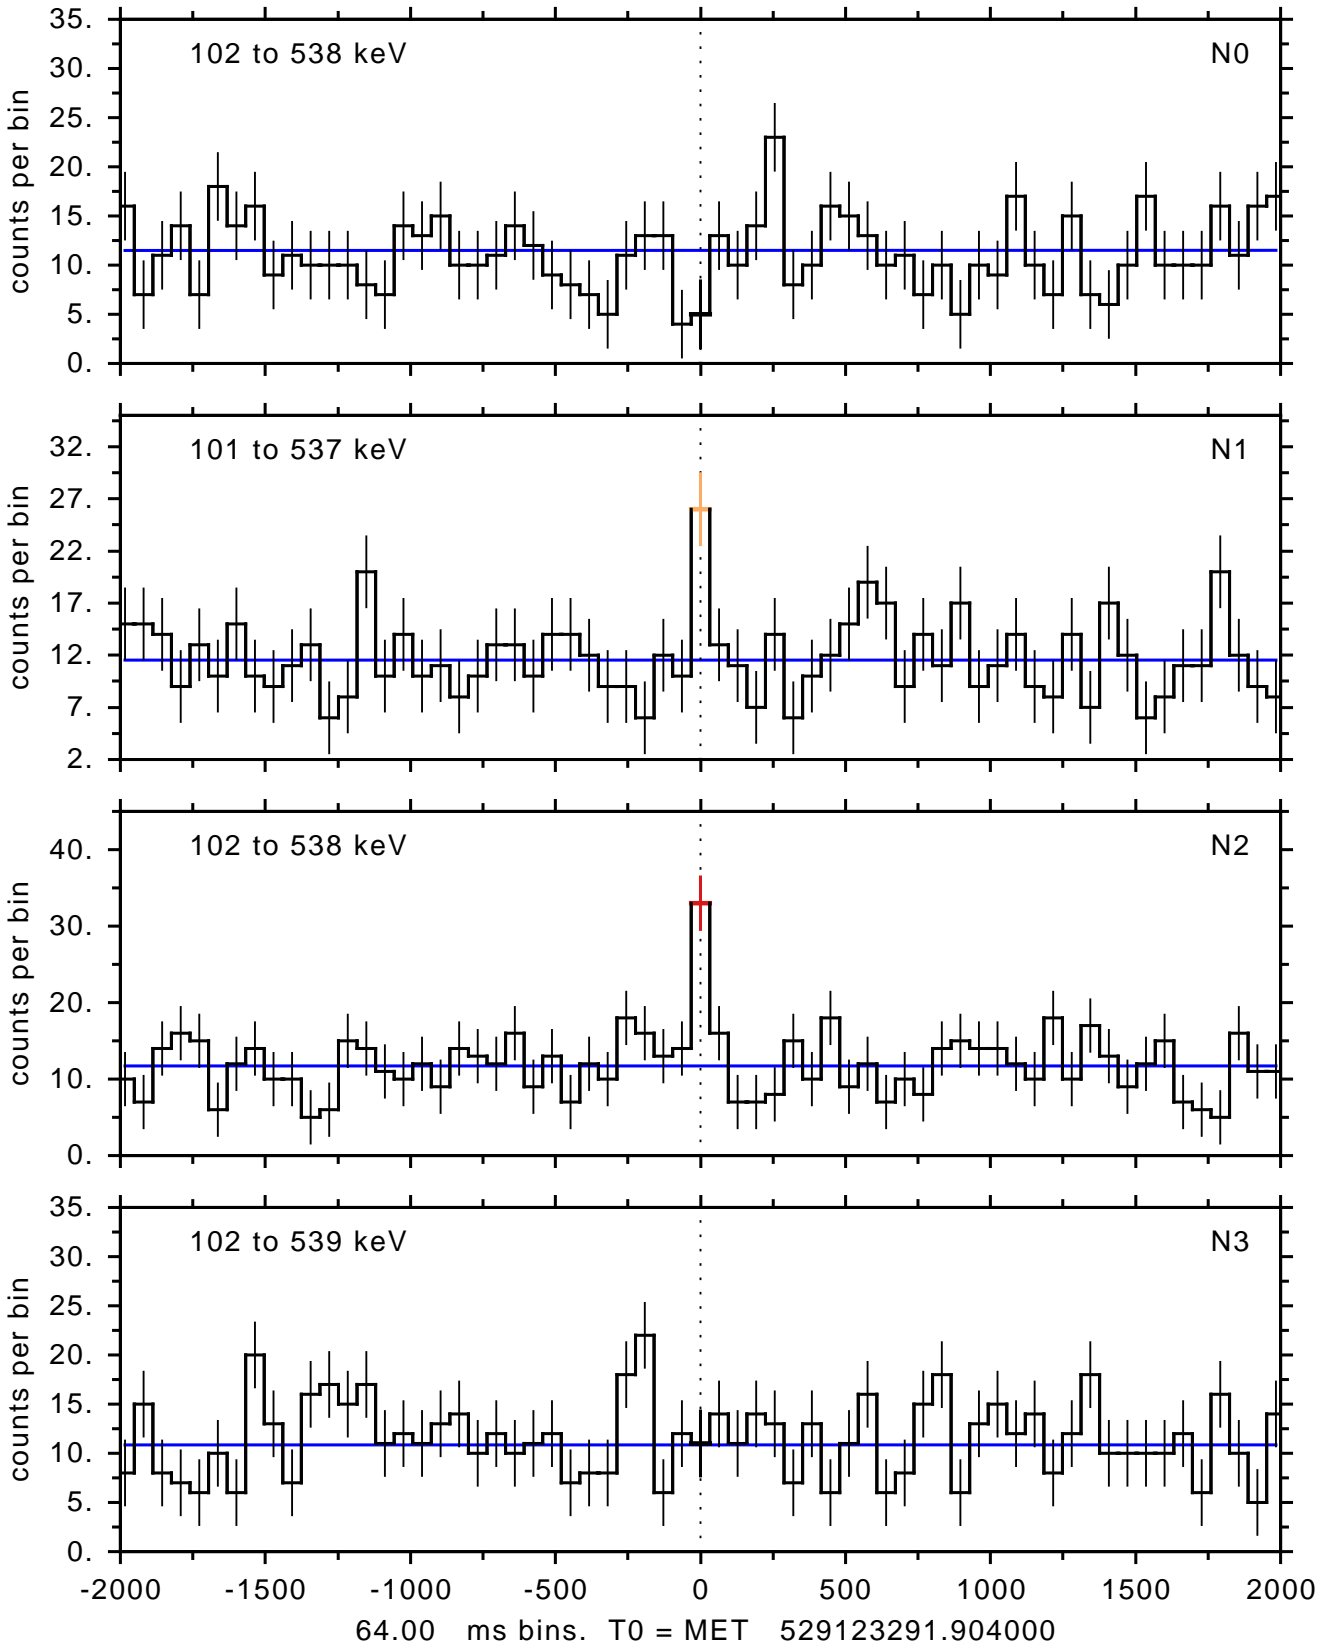 35.
102 to 538 keV N0
30.
25.
20.
15.
10.
5.
0.
counts per bin
101 to 537 keV N1
32.
27.
22.
17.
12.
7.
2.
counts per bin
102 to 538 keV N2
40.
30.
20.
10.
0.
counts per bin
35.
102 to 539 keV N3
30.
25.
20.
15.
10.
5.
0.
counts per bin
-2000 -1500 -1000 -500 0 500 1000 1500 2000
64.00 ms bins. T0 = MET 529123291.904000